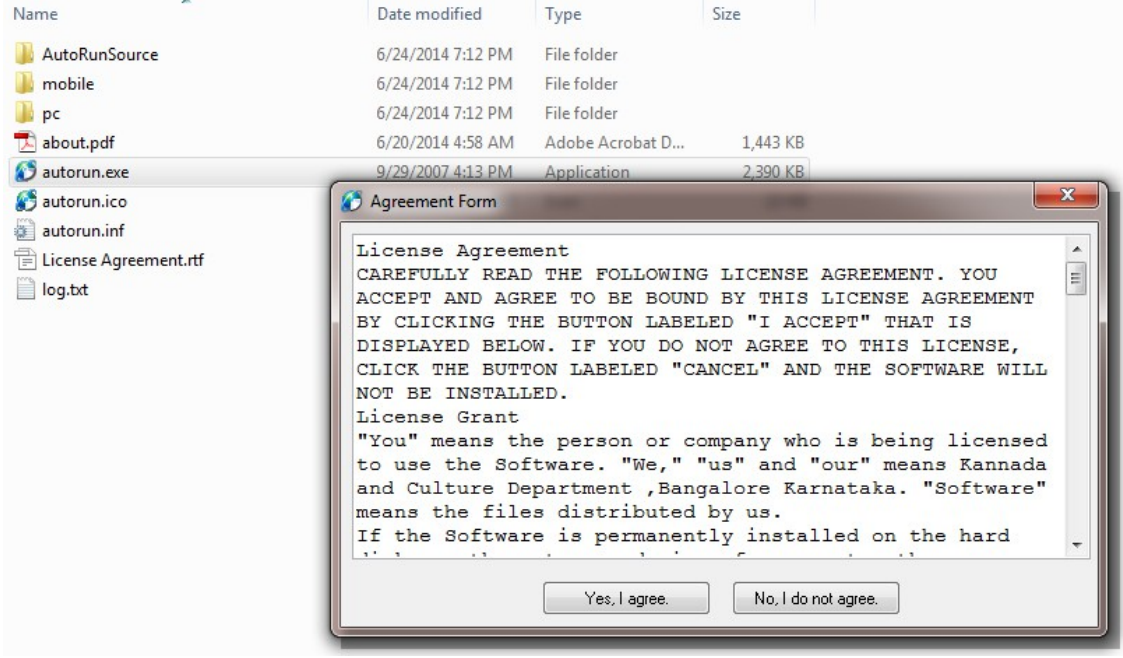 Name Date modified Type Size
AutoRunSource 6/24/2014 7:12 PM File folder
mobile 6/24/2014 7:12 PM File folder
pc 6/24/2014 7:12 PM File folder
about.pdf 6/20/2014 4:58 AM Adobe Acrobat D... 1,443 KB
autorun.exe 9/29/2007 4:13 PM Application 2,390 KB
autorun.ico
autorun.inf
License Agreement.rtf
log.txt
Agreement Form
License Agreement
CAREFULLY READ THE FOLLOWING LICENSE AGREEMENT. YOU
ACCEPT AND AGREE TO BE BOUND BY THIS LICENSE AGREEMENT
BY CLICKING THE BUTTON LABELED "I ACCEPT" THAT IS
DISPLAYED BELOW. IF YOU DO NOT AGREE TO THIS LICENSE,
CLICK THE BUTTON LABELED "CANCEL" AND THE SOFTWARE WILL
NOT BE INSTALLED.
License Grant
"You" means the person or company who is being licensed
to use the Software. "We," "us" and "our" means Kannada
and Culture Department ,Bangalore Karnataka. "Software"
means the files distributed by us.
If the Software is permanently installed on the hard
Yes, I agree. No, I do not agree.